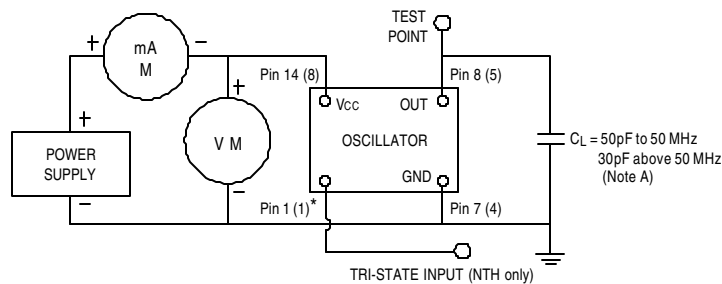 TEST
POINT
+
mA
M
−
Pin 14 (8)
Pin 8 (5)
+
+
VCC
OUT
V M
OSCILLATOR
CL = 50pF to 50 MHz
30pF above 50 MHz
(Note A)
POWER
SUPPLY
GND
−
−
Pin 1 (1)*
Pin 7 (4)
TRI-STATE INPUT (NTH only)